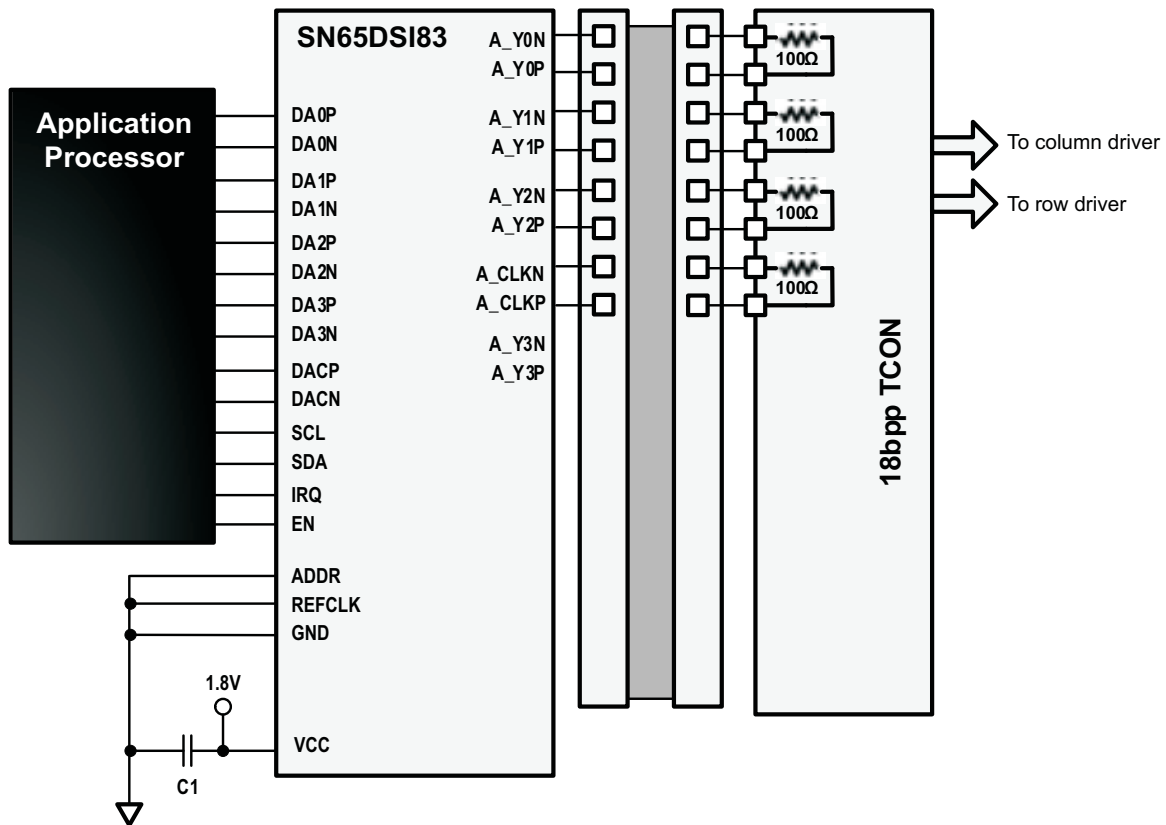 SN65DSI83
Application
Processor
DA0P
DA0N
DA1P
DA1N
DA2P
DA2N
DA3P
DA3N
DACP
DACN
SCL
SDA
IRQ
EN
ADDR
REFCLK
GND
VCC
1.8V
C1
A_Y0N
A_Y0P
A_Y1N
A_Y1P
A_Y2N
A_Y2P
A_CLKN
A_CLKP
A_Y3N
A_Y3P
100Ω
100Ω
100Ω
100Ω
18bpp TCON
To column driver
To row driver